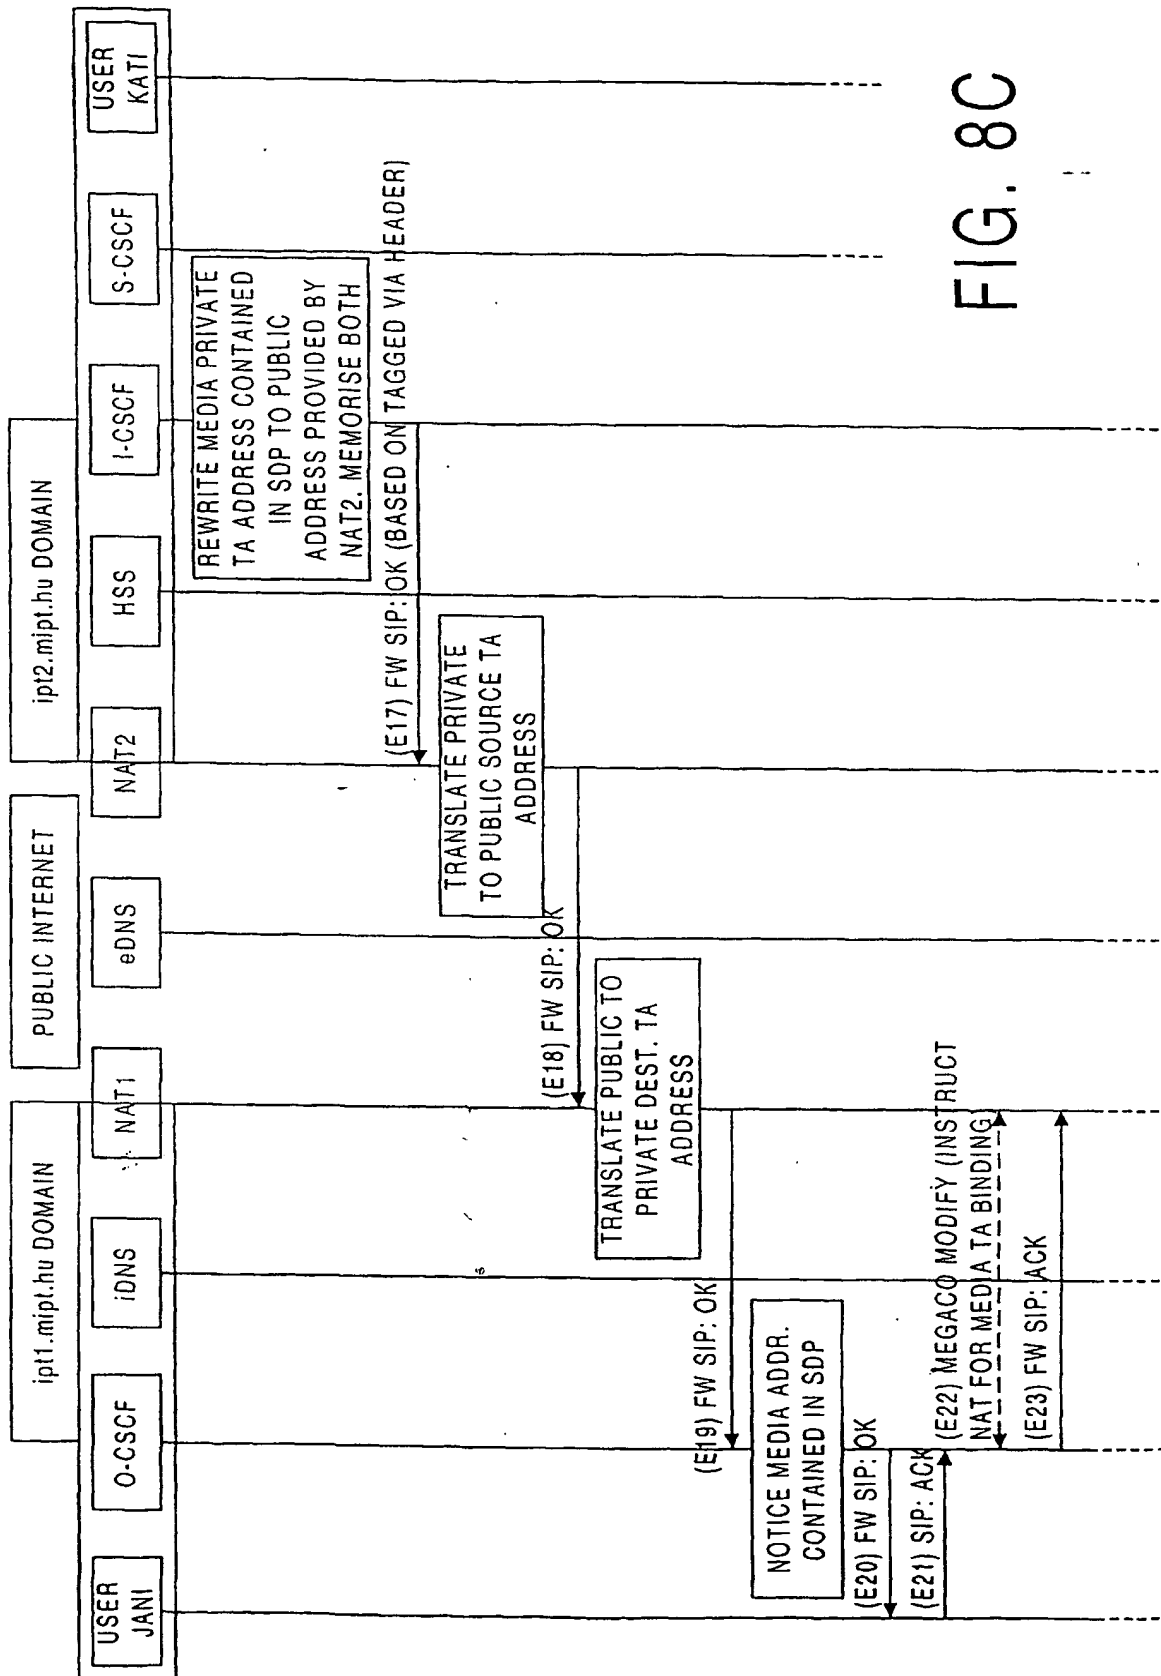 ipt1.mipt.hu DOMAIN
PUBLIC INTERNET
ipt2.mipt.hu DOMAIN
USER
JANI
O-CSCF
iDNS
NAT1
eDNS
NAT2
HSS
I-CSCF
S-CSCF
USER
KATI
REWRITE MEDIA PRIVATE
TA ADDRESS CONTAINED
IN SDP TO PUBLIC
ADDRESS PROVIDED BY
NAT2. MEMORISE BOTH
(E17) FW SIP: OK (BASED ON TAGGED VIA HEADER)
TRANSLATE PRIVATE
TO PUBLIC SOURCE TA
ADDRESS
(E18) FW SIP: OK
TRANSLATE PUBLIC TO
PRIVATE DEST. TA
ADDRESS
(E19) FW SIP: OK
NOTICE MEDIA ADDR.
CONTAINED IN SDP
(E20) FW SIP: OK
(E21) SIP: ACK
(E22) MEGACO MODIFY (INSTRUCT
NAT FOR MEDIA TA BINDING
(E23) FW SIP: ACK
FIG. 8C